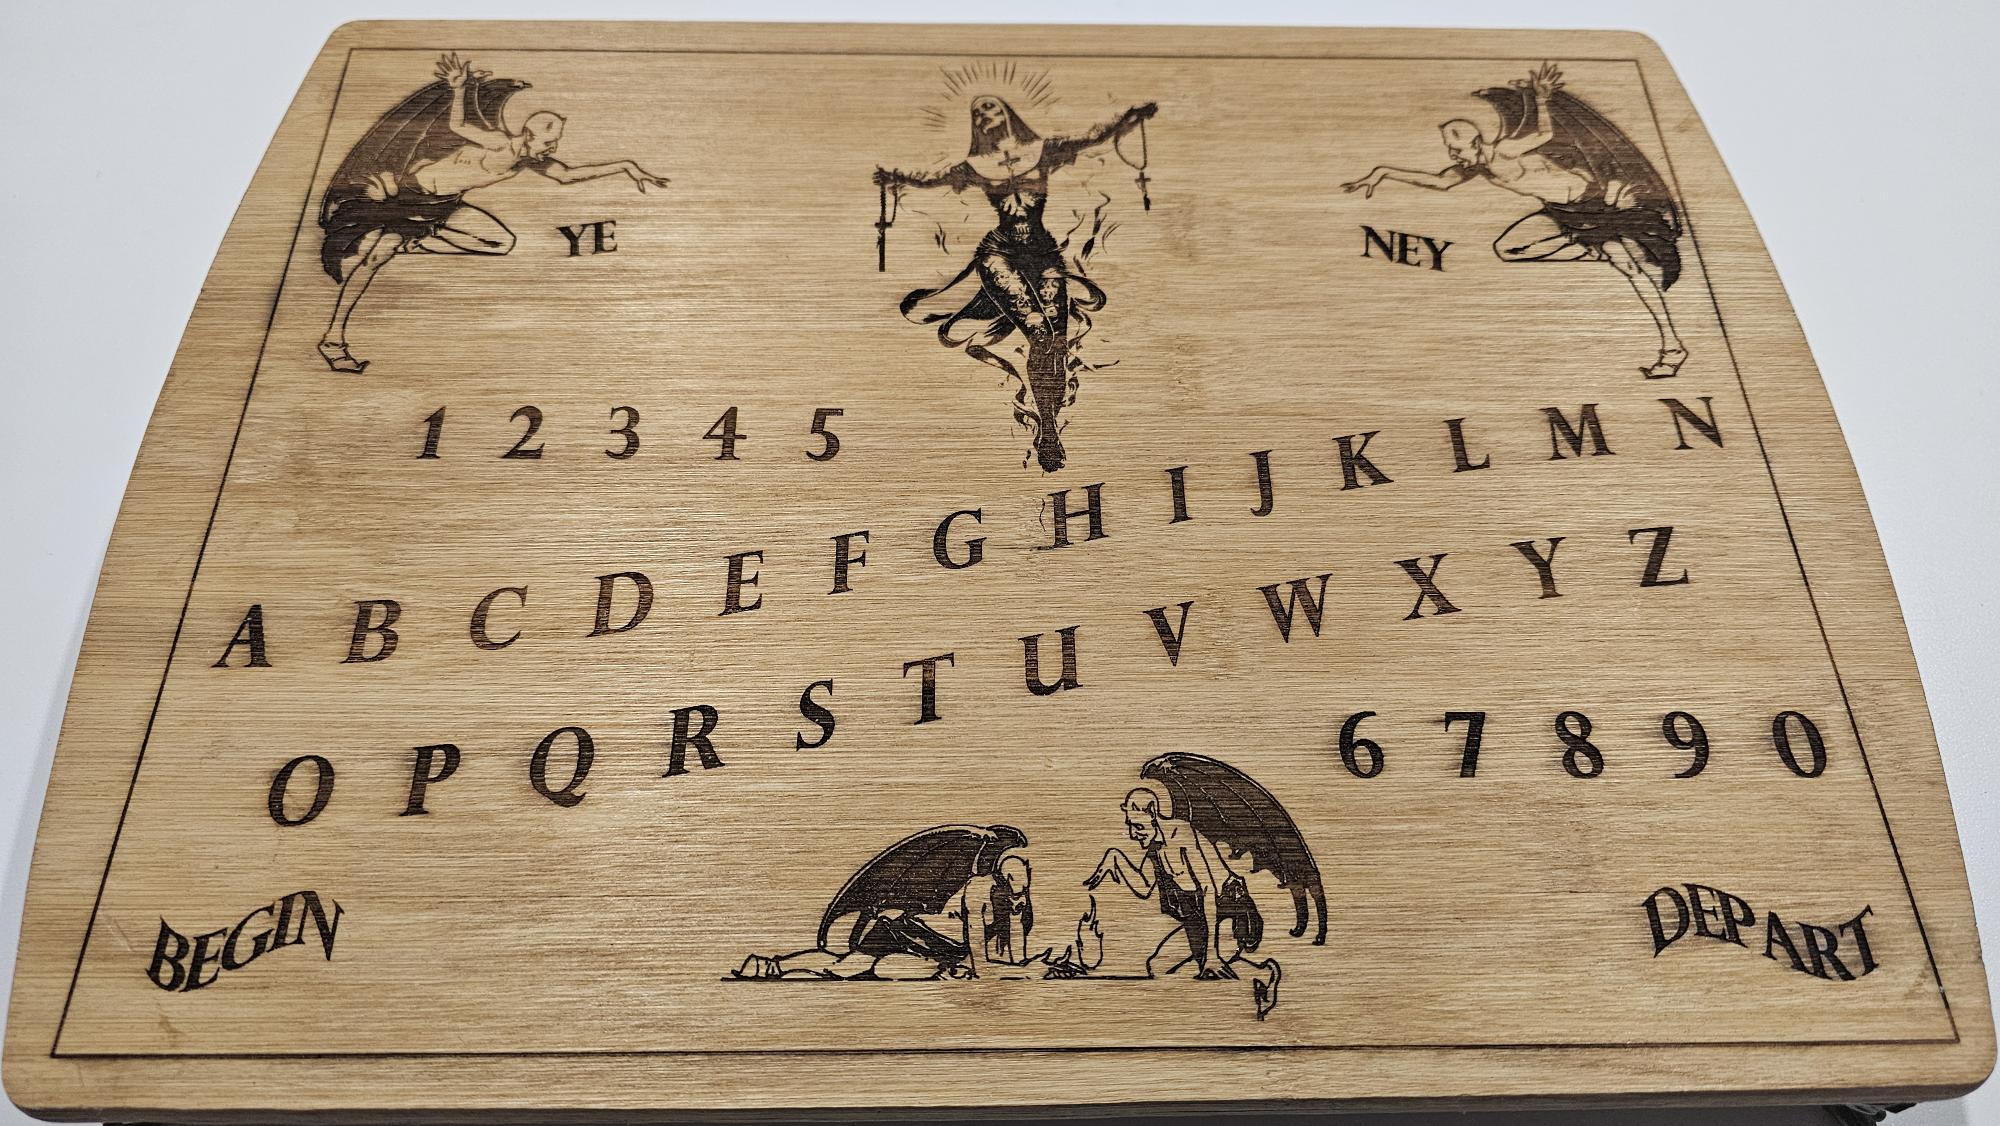 YE
NEY
1 2 3 4 5
A B C D E F G H I J K L M N
O P Q R S T U V W X Y Z
6 7 8 9 0
BEGIN
DEPART